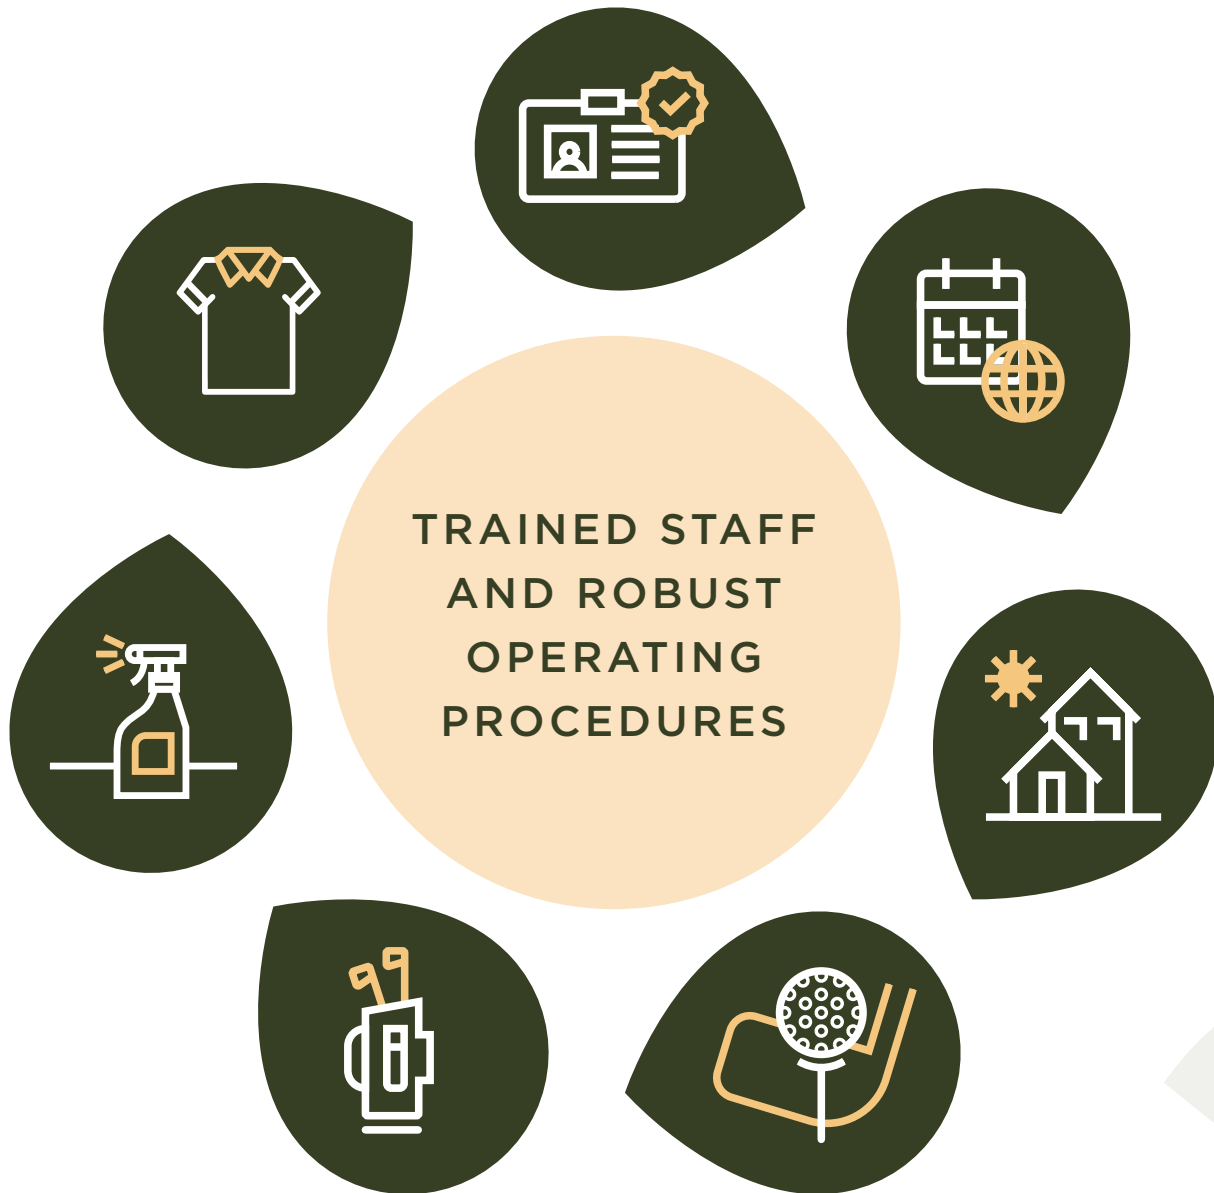 TRAINED STAFF
AND ROBUST
OPERATING
PROCEDURES